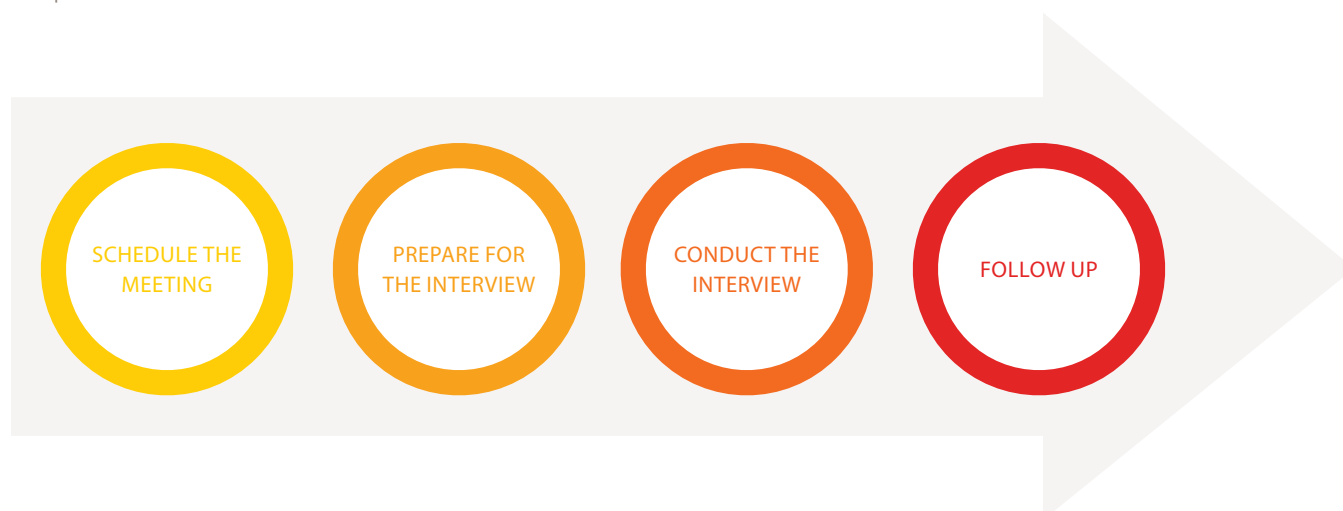 SCHEDULE THE
MEETING
PREPARE FOR
THE INTERVIEW
CONDUCT THE
INTERVIEW
FOLLOW UP